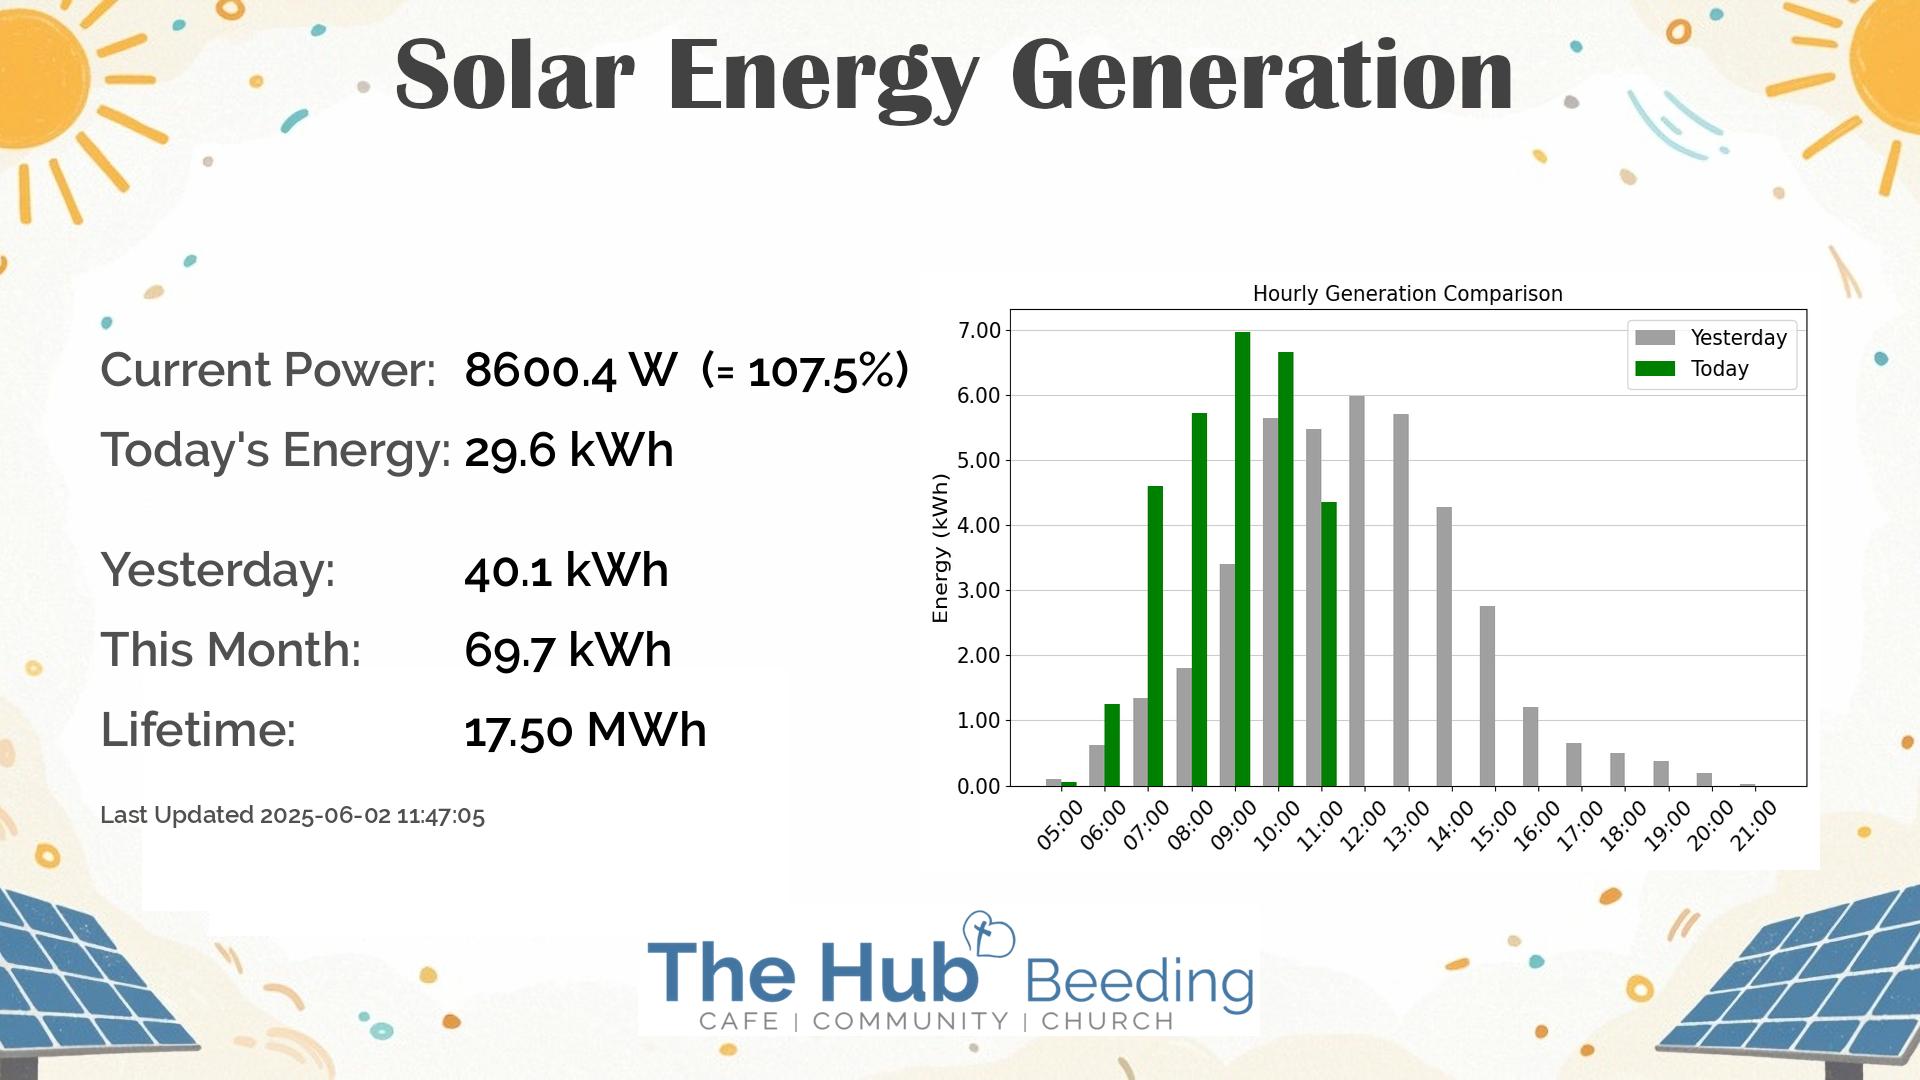 Solar Energy Generation
Current Power: 8600.4 W (= 107.5%)
Today's Energy: 29.6 kWh
Yesterday: 40.1 kWh
This Month: 69.7 kWh
Lifetime: 17.50 MWh
Last Updated 2025-06-02 11:47:05
Hourly Generation Comparison
Yesterday
Today
Energy (kWh)
7.00
6.00
5.00
4.00
3.00
2.00
1.00
0.00
05:00 06:00 07:00 08:00 09:00 10:00 11:00 12:00 13:00 14:00 15:00 16:00 17:00 18:00 19:00 20:00 21:00
The Hub Beeding
CAFE | COMMUNITY | CHURCH